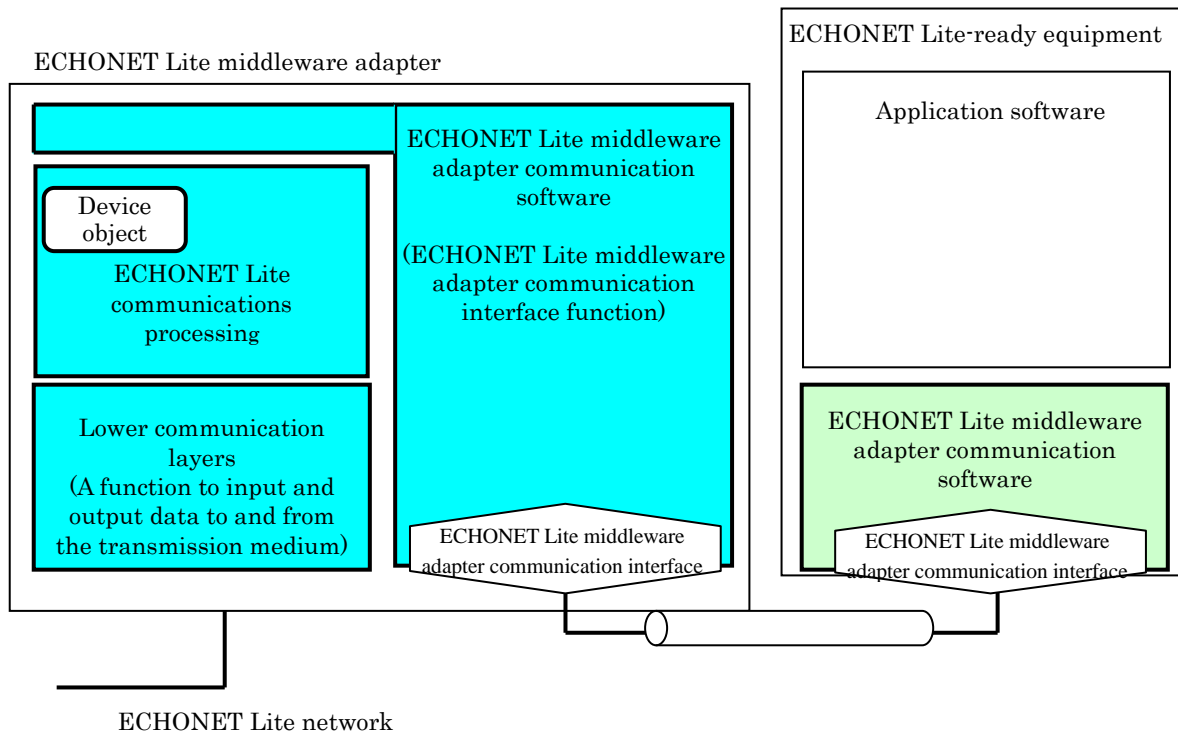 ECHONET Lite middleware adapter
ECHONET Lite middleware
adapter communication
software
(ECHONET Lite middleware
adapter communication
interface function)
Device
object
ECHONET Lite
communications
processing
Lower communication
layers
(A function to input and
output data to and from
the transmission medium)
ECHONET Lite middleware
adapter communication interface
ECHONET Lite network
ECHONET Lite-ready equipment
Application software
ECHONET Lite middleware
adapter communication
software
ECHONET Lite middleware
adapter communication interface